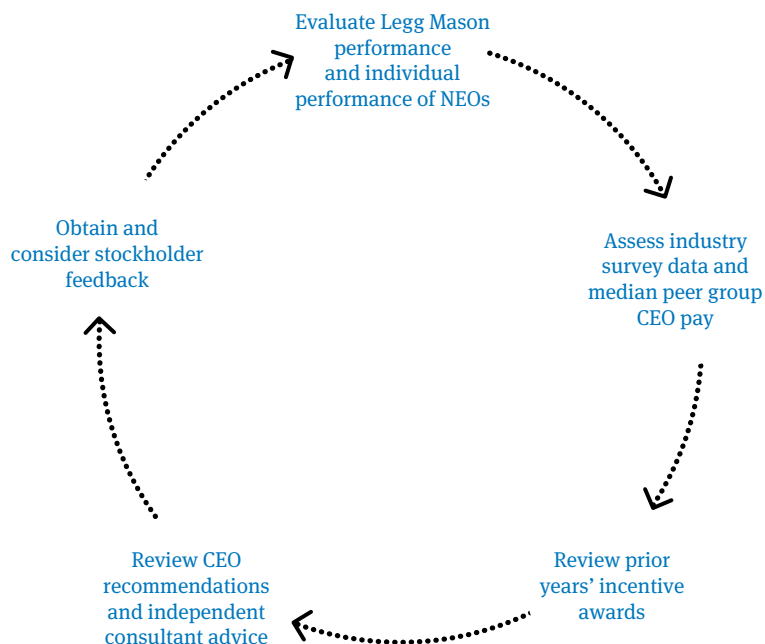 Evaluate Legg Mason
performance
and individual
performance of NEOs
Assess industry
survey data and
median peer group
CEO pay
Review prior
years’ incentive
awards
Review CEO
recommendations
and independent
consultant advice
Obtain and
consider stockholder
feedback